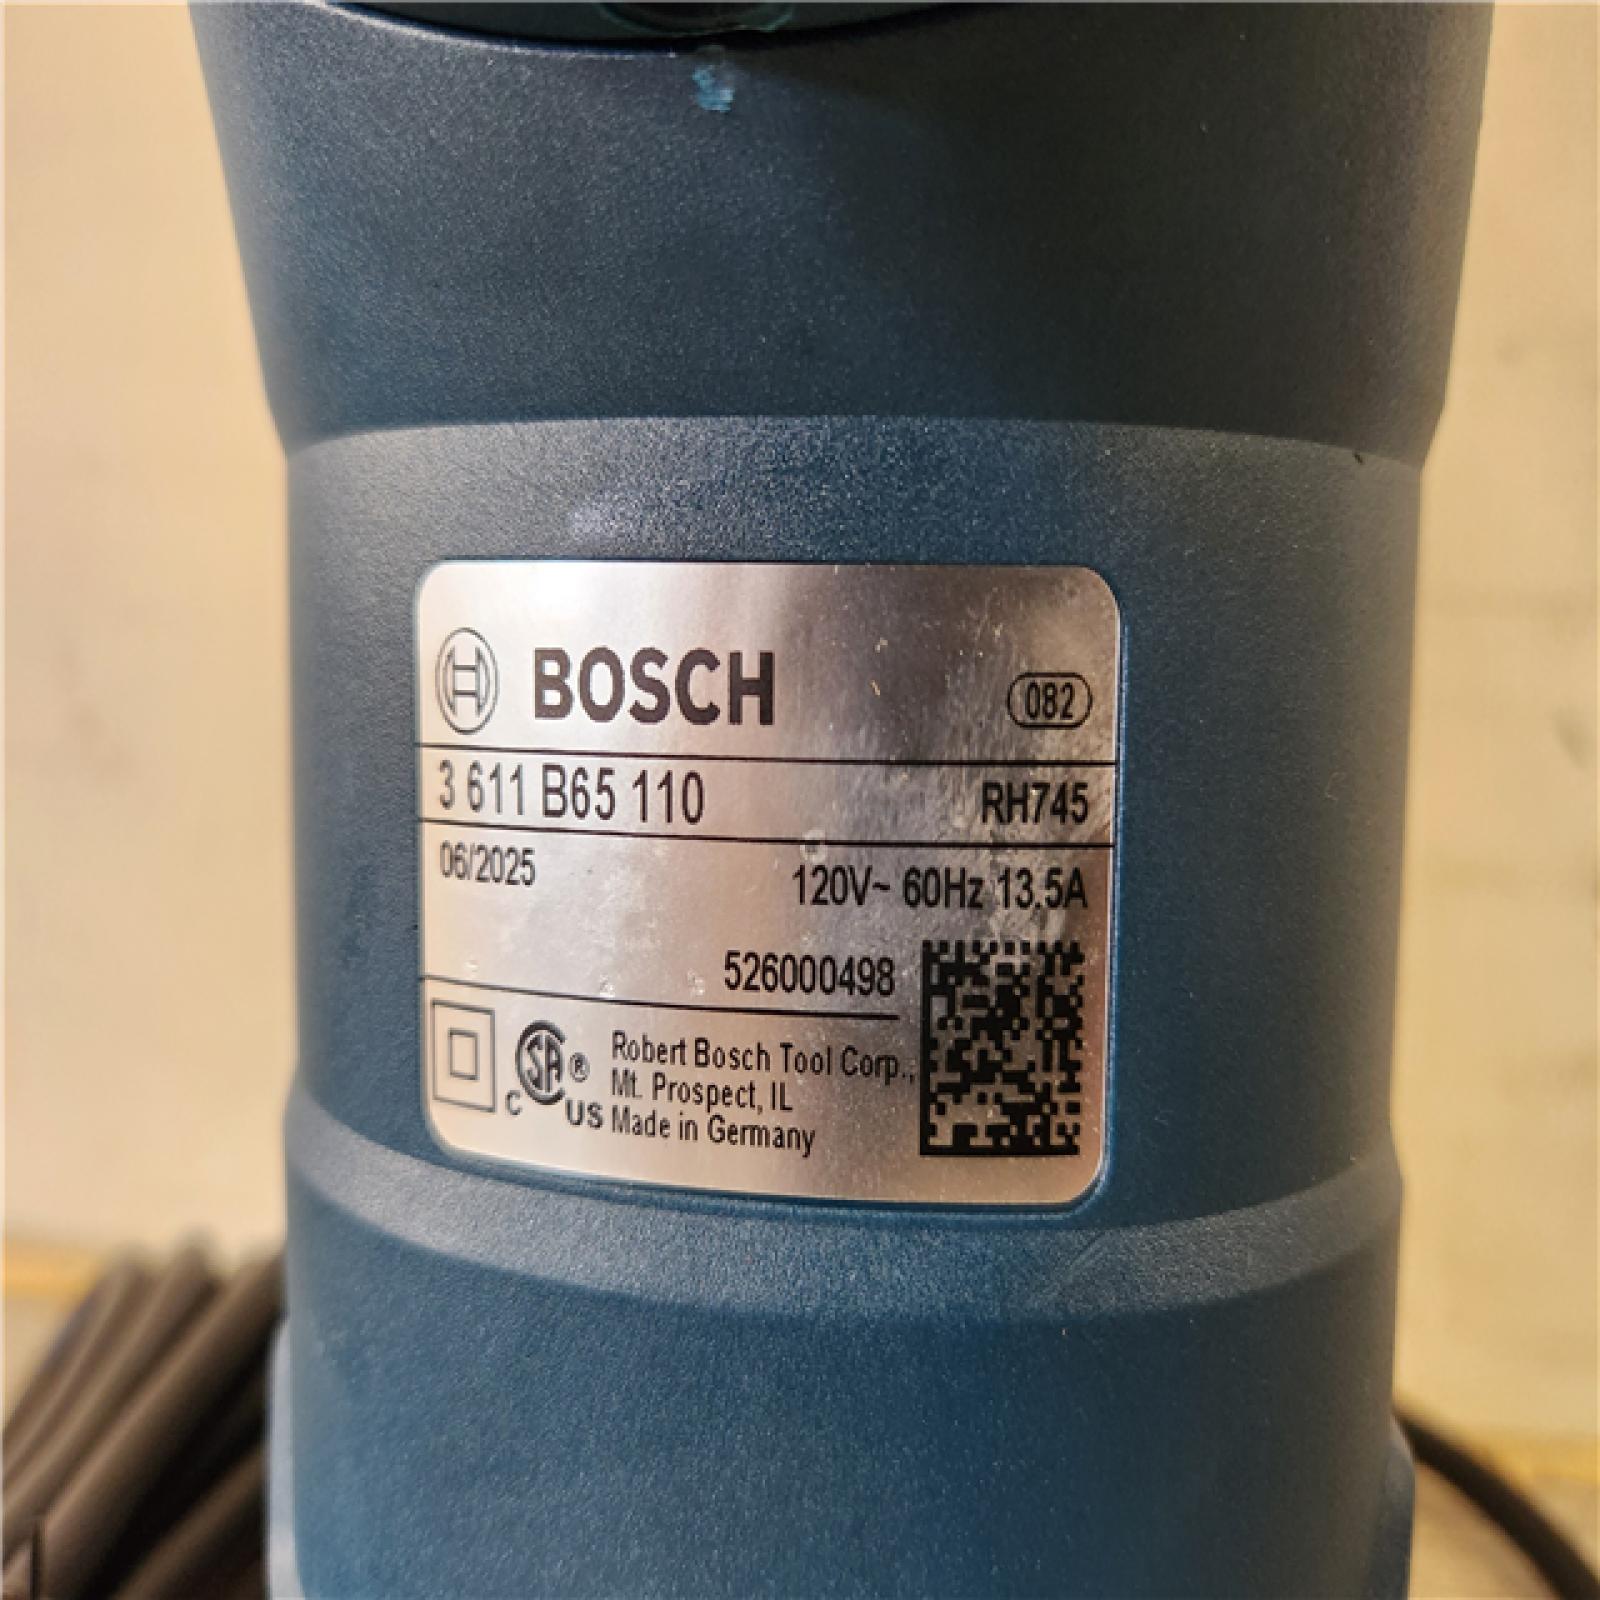 BOSCH 082
3 611 B65 110 RH745
06/2025 120V~ 60Hz 13.5A
526000498
C SA ® US
Robert Bosch Tool Corp.,
Mt. Prospect, IL
Made in Germany